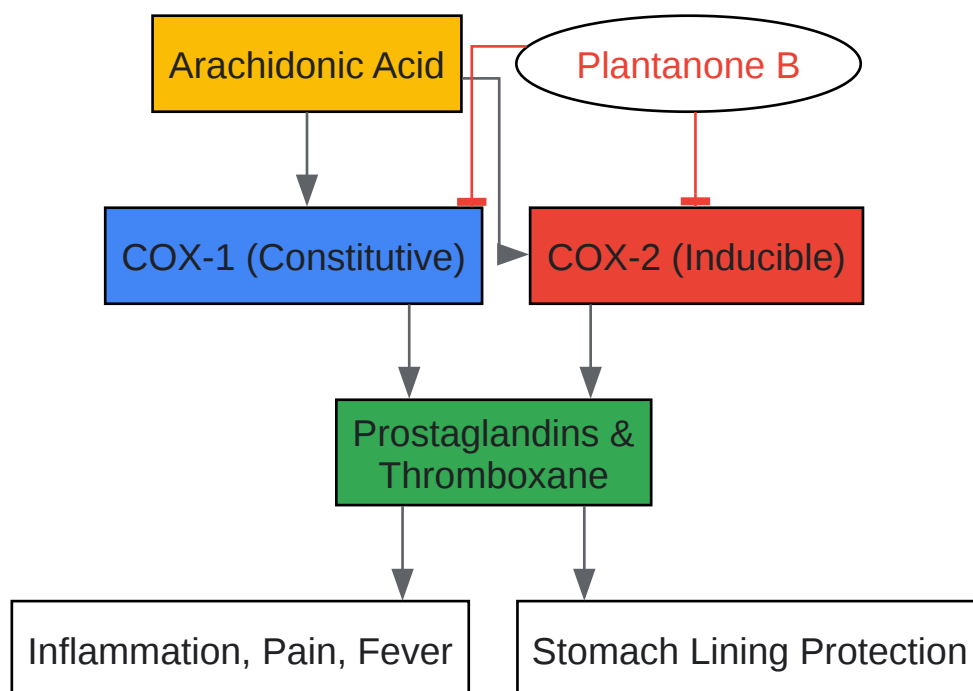 Arachidonic Acid
Plantanone B
COX-1 (Constitutive)
COX-2 (Inducible)
Prostaglandins &
Thromboxane
Inflammation, Pain, Fever
Stomach Lining Protection